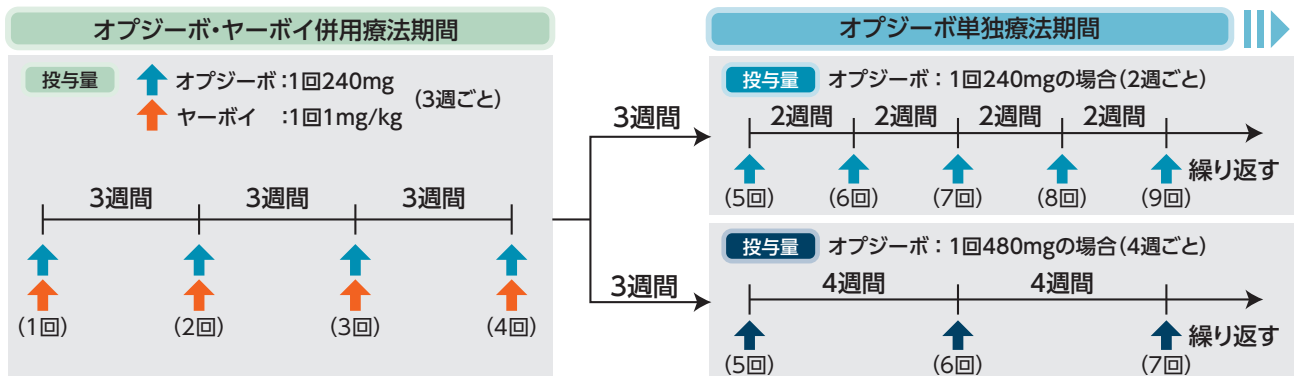 オプジーボ・ヤーボイ併用療法期間
投与量 オプジーボ:1回240mg
ヤーボイ :1回1mg/kg
(3週ごと)
3週間 3週間 3週間
(1回) (2回) (3回) (4回)
3週間
3週間
オプジーボ単独療法期間
投与量 オプジーボ:1回240mgの場合(2週ごと)
2週間 2週間 2週間 2週間
繰り返す
(5回) (6回) (7回) (8回) (9回)
投与量 オプジーボ:1回480mgの場合(4週ごと)
4週間 4週間
繰り返す
(5回) (6回) (7回)